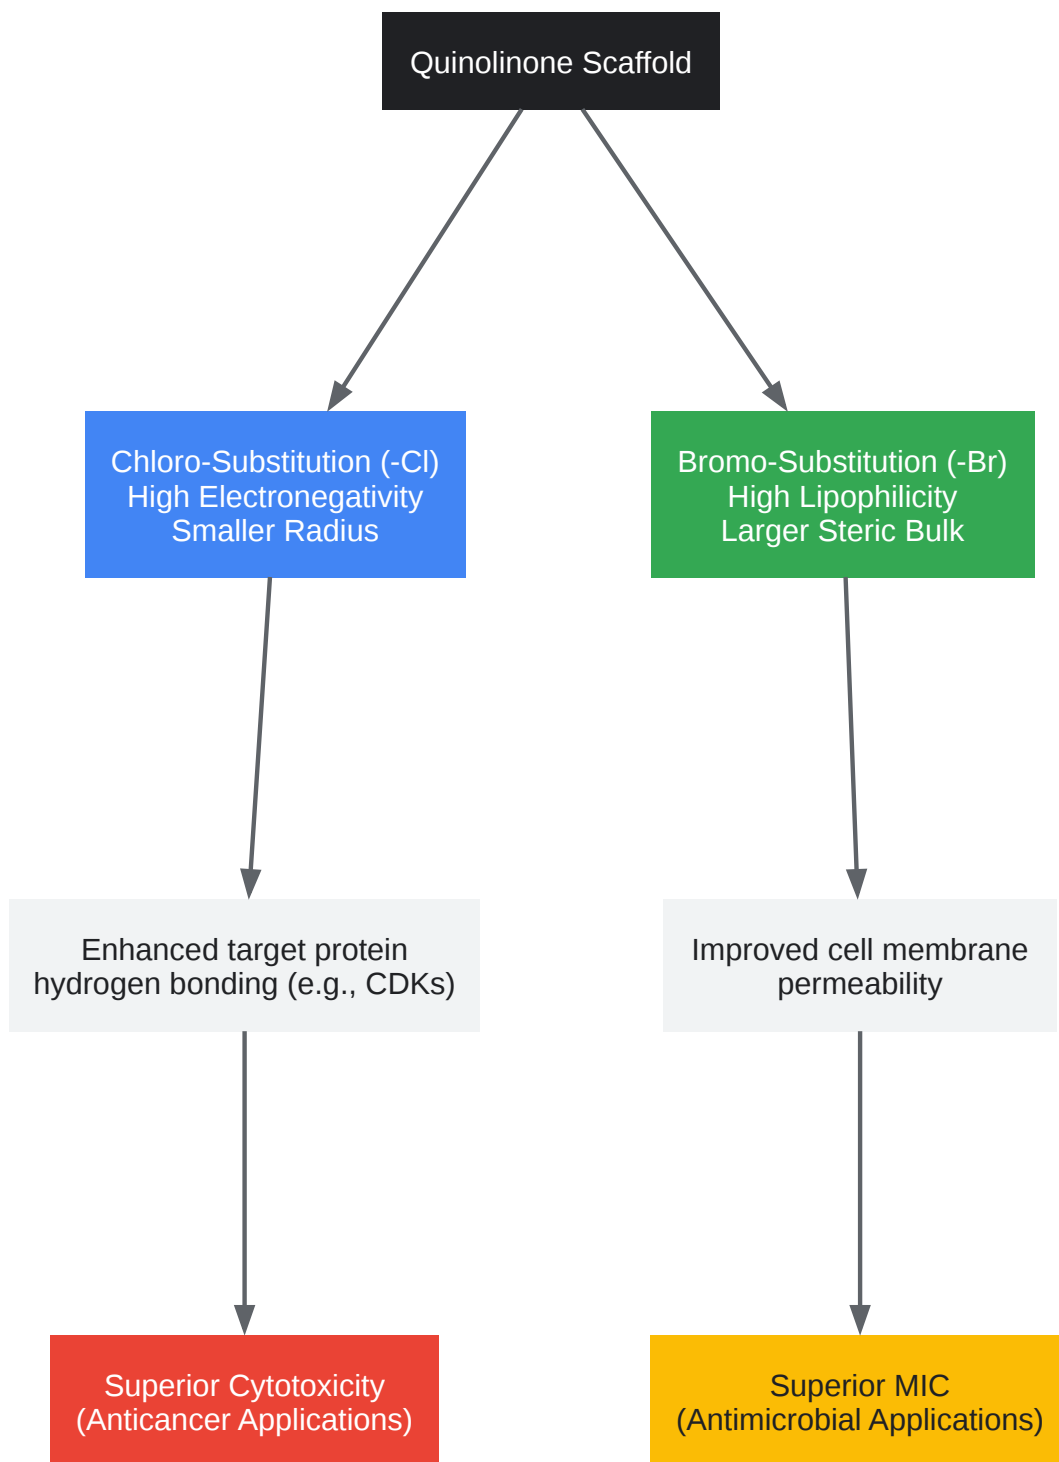 Quinolinone Scaffold
Chloro-Substitution (-Cl)
High Electronegativity
Smaller Radius
Bromo-Substitution (-Br)
High Lipophilicity
Larger Steric Bulk
Enhanced target protein
hydrogen bonding (e.g., CDKs)
Improved cell membrane
permeability
Superior Cytotoxicity
(Anticancer Applications)
Superior MIC
(Antimicrobial Applications)